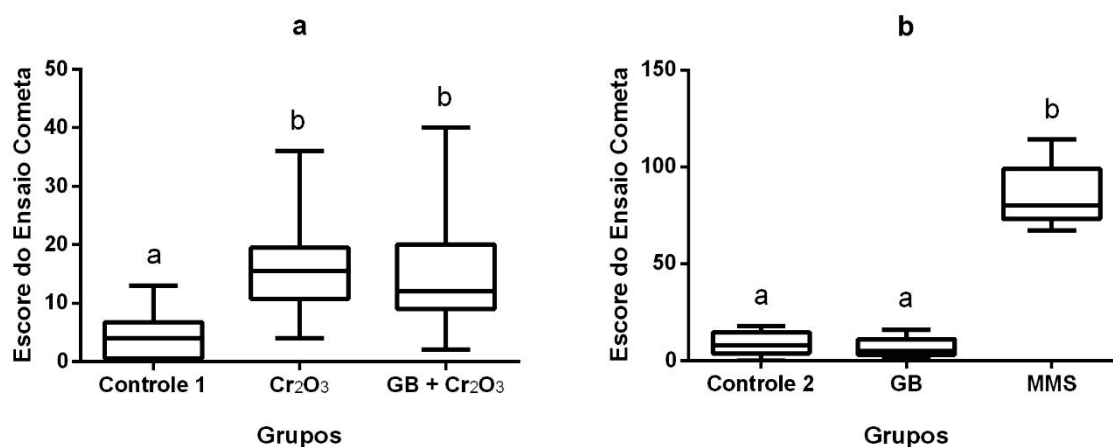 a
Escore do Ensaio Cometa
50
40
30
20
10
0
a
b
b
Controle 1
Cr₂O₃
GB + Cr₂O₃
Grupos
b
Escore do Ensaio Cometa
150
100
50
0
a
a
b
Controle 2
GB
MMS
Grupos